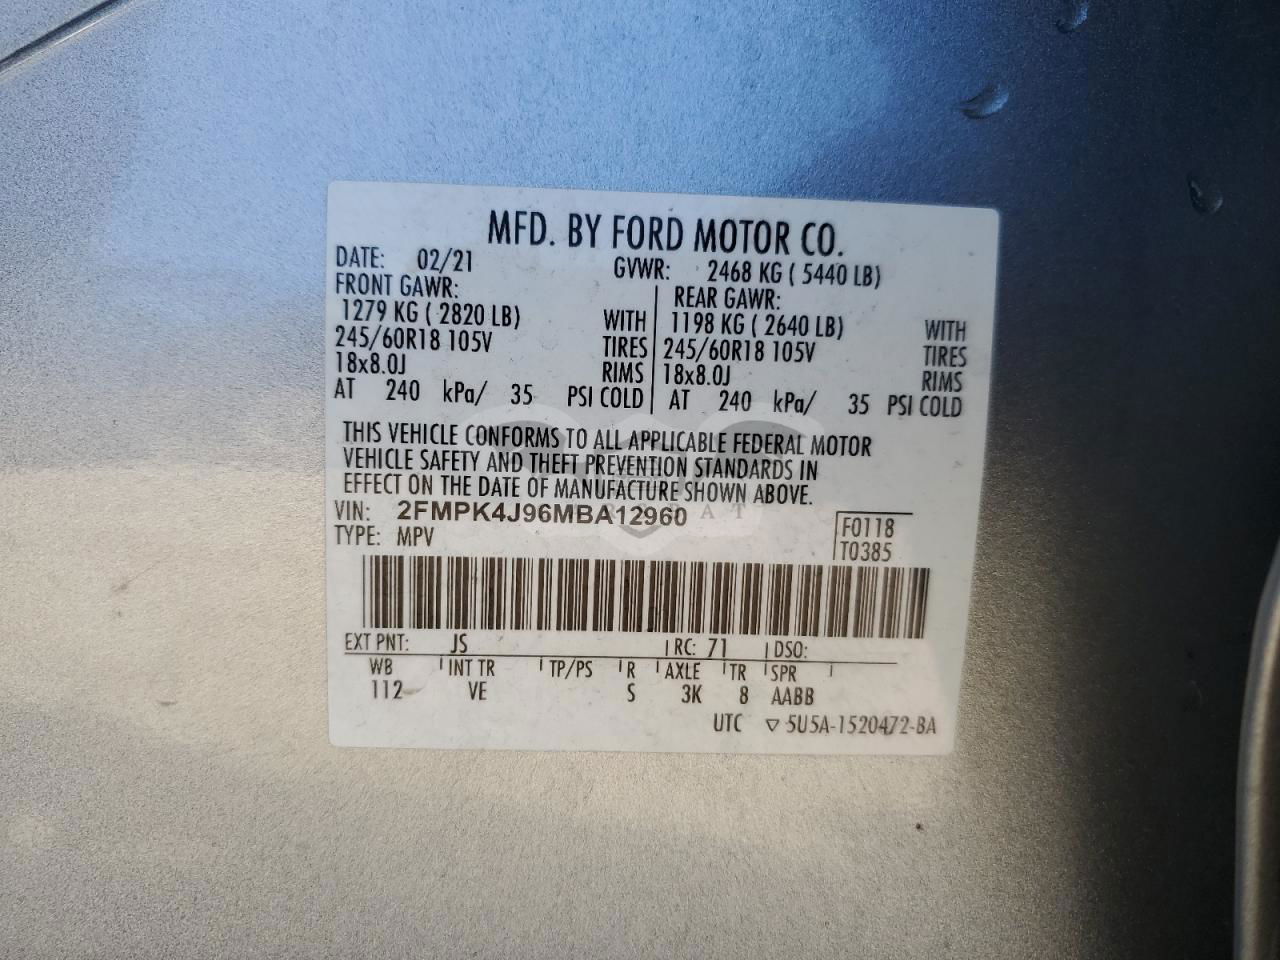 MFD. BY FORD MOTOR CO.
DATE: 02/21 GVWR: 2468 KG ( 5440 LB)
FRONT GAWR: REAR GAWR:
1279 KG ( 2820 LB) WITH 1198 KG ( 2640 LB) WITH
245/60R18 105V TIRES 245/60R18 105V TIRES
18x8.0J RIMS 18x8.0J RIMS
AT 240 kPa/ 35 PSI COLD AT 240 kPa/ 35 PSI COLD
THIS VEHICLE CONFORMS TO ALL APPLICABLE FEDERAL MOTOR
VEHICLE SAFETY AND THEFT PREVENTION STANDARDS IN
EFFECT ON THE DATE OF MANUFACTURE SHOWN ABOVE.
VIN: 2FMPK4J96MBA12960
TYPE: MPV
F0118
T0385
EXT PNT: JS RC: 71 DSO:
WB INT TR TP/PS R AXLE TR SPR
112 VE S 3K 8 AABB
UTC ▽ 5U5A-1520472-BA